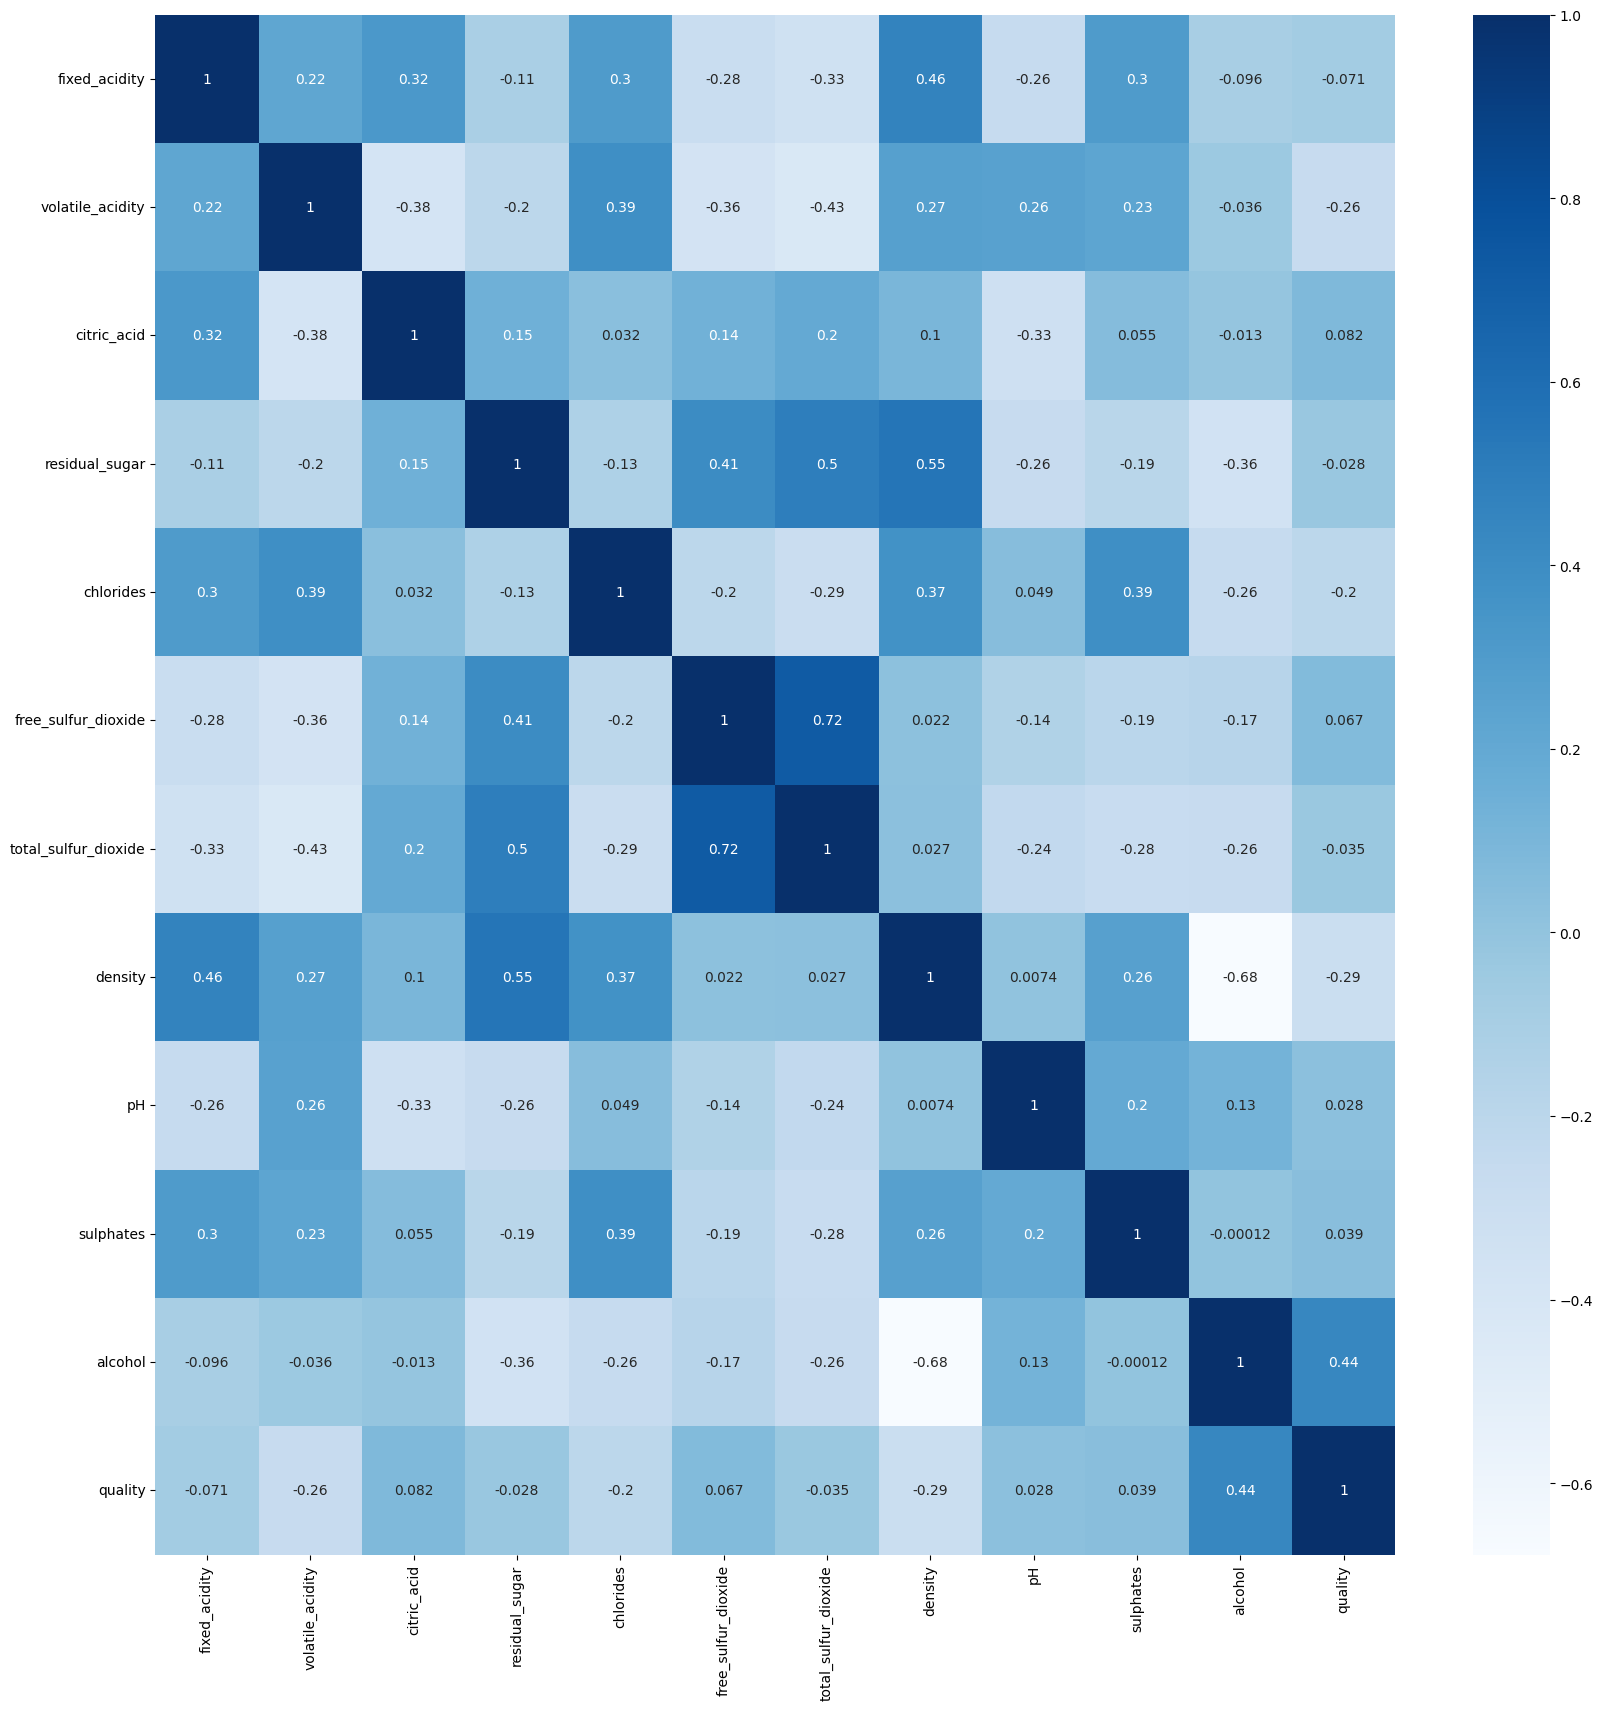 fixed_acidity 1 0.22 0.32 -0.11 0.3 -0.28 -0.33 0.46 -0.26 0.3 -0.096 -0.071
volatile_acidity 0.22 1 -0.38 -0.2 0.39 -0.36 -0.43 0.27 0.26 0.23 -0.036 -0.26
citric_acid 0.32 -0.38 1 0.15 0.032 0.14 0.2 0.1 -0.33 0.055 -0.013 0.082
residual_sugar -0.11 -0.2 0.15 1 -0.13 0.41 0.5 0.55 -0.26 -0.19 -0.36 -0.028
chlorides 0.3 0.39 0.032 -0.13 1 -0.2 -0.29 0.37 0.049 0.39 -0.26 -0.2
free_sulfur_dioxide -0.28 -0.36 0.14 0.41 -0.2 1 0.72 0.022 -0.14 -0.19 -0.17 0.067
total_sulfur_dioxide -0.33 -0.43 0.2 0.5 -0.29 0.72 1 0.027 -0.24 -0.28 -0.26 -0.035
density 0.46 0.27 0.1 0.55 0.37 0.022 0.027 1 0.0074 0.26 -0.68 -0.29
pH -0.26 0.26 -0.33 -0.26 0.049 -0.14 -0.24 0.0074 1 0.2 0.13 0.028
sulphates 0.3 0.23 0.055 -0.19 0.39 -0.19 -0.28 0.26 0.2 1 -0.00012 0.039
alcohol -0.096 -0.036 -0.013 -0.36 -0.26 -0.17 -0.26 -0.68 0.13 -0.00012 1 0.44
quality -0.071 -0.26 0.082 -0.028 -0.2 0.067 -0.035 -0.29 0.028 0.039 0.44 1
fixed_acidity
volatile_acidity
citric_acid
residual_sugar
chlorides
free_sulfur_dioxide
total_sulfur_dioxide
density
pH
sulphates
alcohol
quality
1.0
0.8
0.6
0.4
0.2
0.0
−0.2
−0.4
−0.6